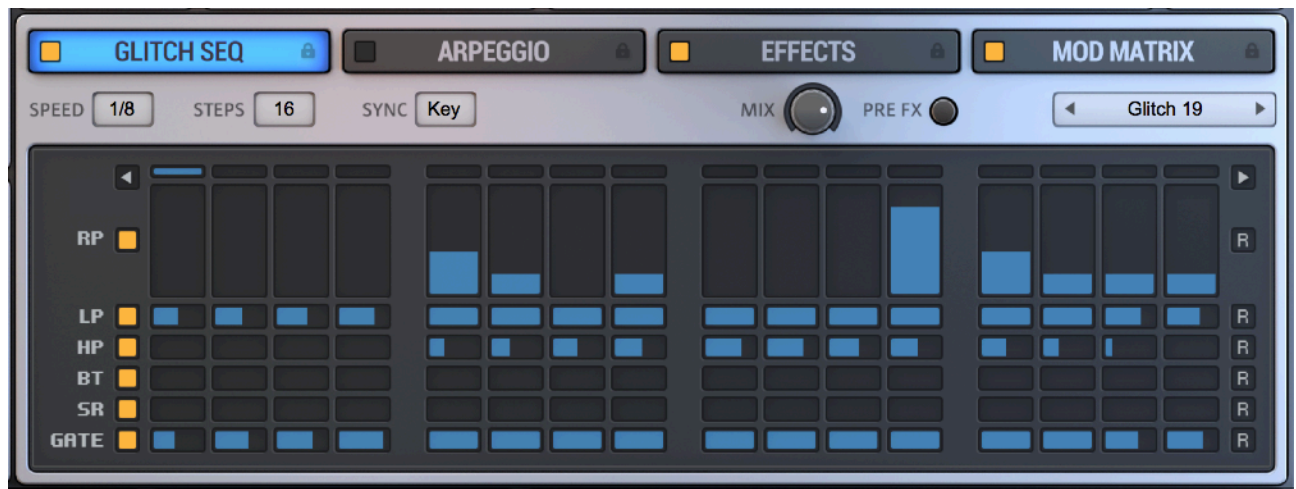 GLITCH SEQ ARPEGGIO EFFECTS MOD MATRIX
SPEED 1/8 STEPS 16 SYNC Key MIX PRE FX Glitch 19
RP R
LP R
HP R
BT R
SR R
GATE R